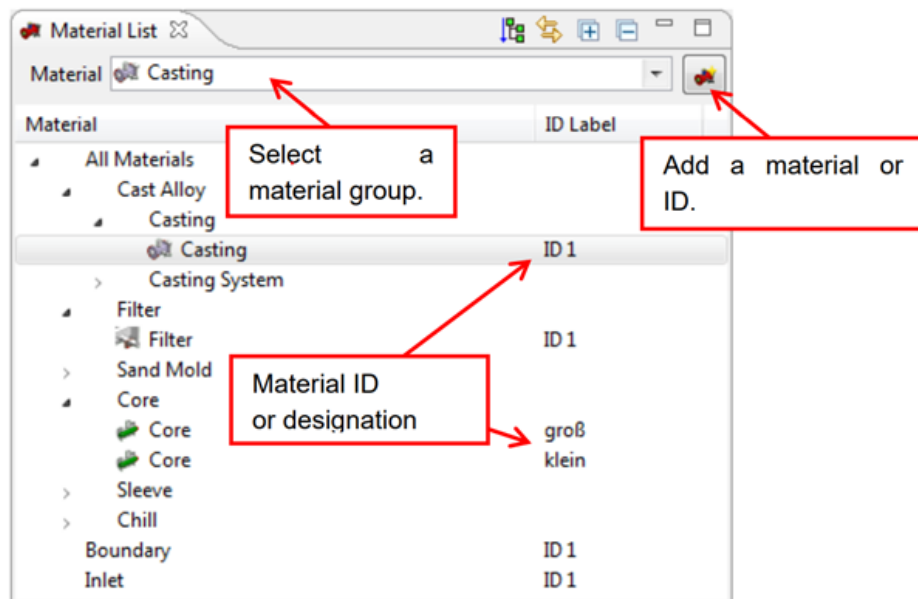 Material List
Material Casting
Material ID Label
All Materials
Select a
material group.
Add a material or
ID.
Cast Alloy
Casting
Casting ID 1
Casting System
Filter
Filter ID 1
Sand Mold
Material ID
or designation
Core
Core groß
Core klein
Sleeve
Chill
Boundary ID 1
Inlet ID 1